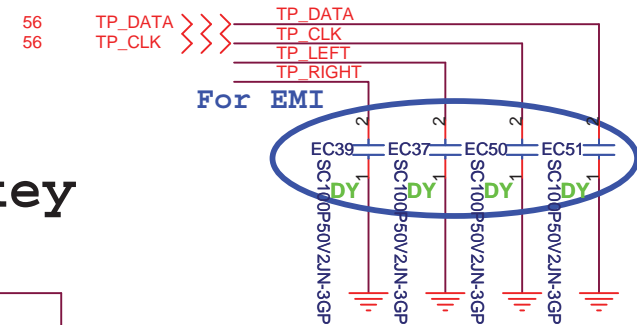 56 TP_DATA TP_DATA
56 TP_CLK TP_CLK
TP_LEFT
TP_RIGHT
For EMI
2 2 2 2
EC39 EC37 EC50 EC51
1 1 1 1
DY DY DY DY
SC100P50V2JN-3GP SC100P50V2JN-3GP SC100P50V2JN-3GP SC100P50V2JN-3GP